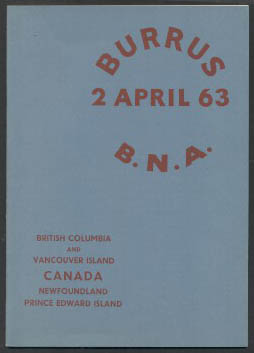 BURRUS
2 APRIL 63
B.N.A.
BRITISH COLUMBIA
AND
VANCOUVER ISLAND
CANADA
NEWFOUNDLAND
PRINCE EDWARD ISLAND